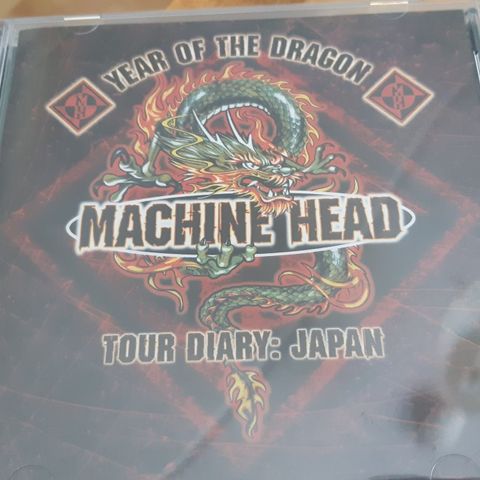 YEAR OF THE DRAGON
MACHINE HEAD
TOUR DIARY: JAPAN